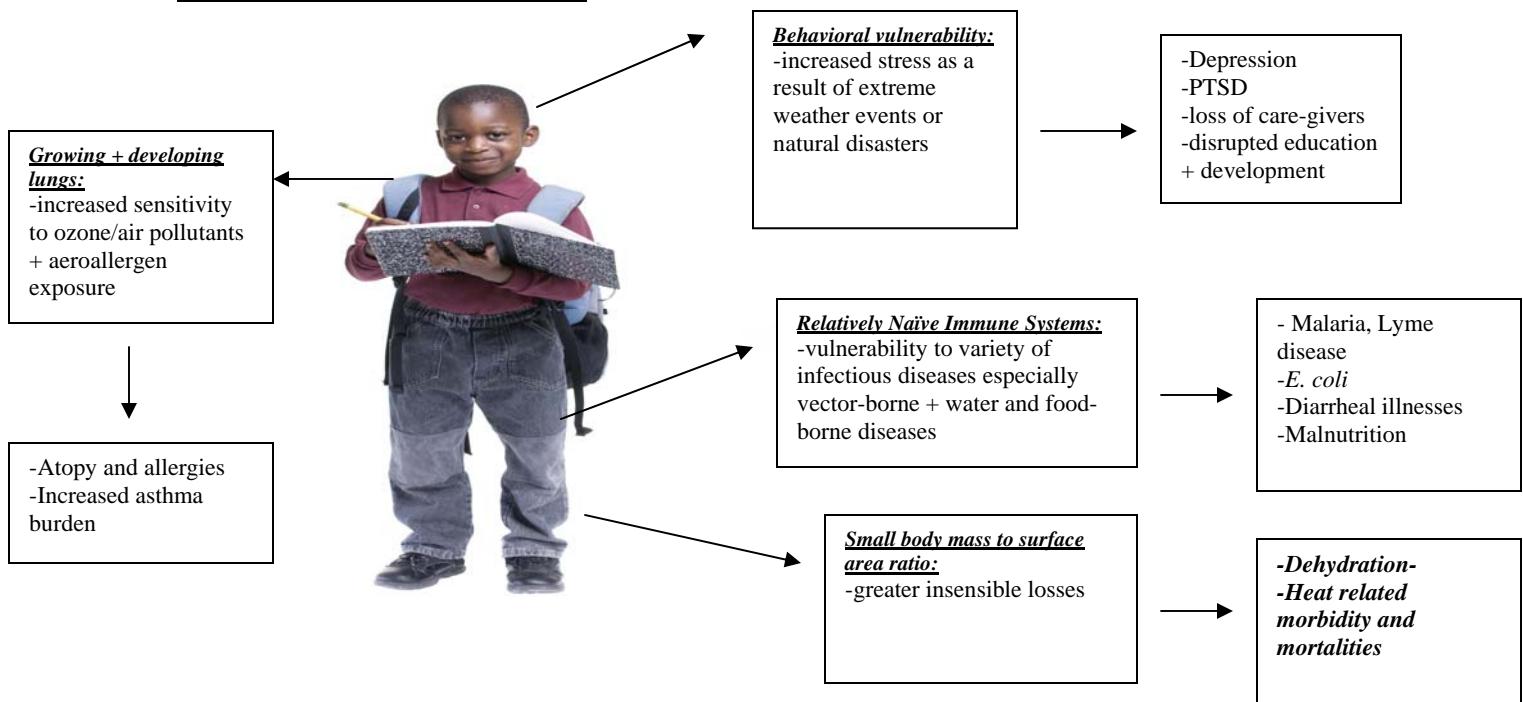 Behavioral vulnerability:
-increased stress as a
result of extreme
weather events or
natural disasters
-Depression
-PTSD
-loss of care-givers
-disrupted education
+ development
Growing + developing
lungs:
-increased sensitivity
to ozone/air pollutants
+ aeroallergen
exposure
-Atopy and allergies
-Increased asthma
burden
Relatively Naïve Immune Systems:
-vulnerability to variety of
infectious diseases especially
vector-borne + water and food-
borne diseases
- Malaria, Lyme
disease
-E. coli
-Diarrheal illnesses
-Malnutrition
Small body mass to surface
area ratio:
-greater insensible losses
-Dehydration-
-Heat related
morbidity and
mortalities